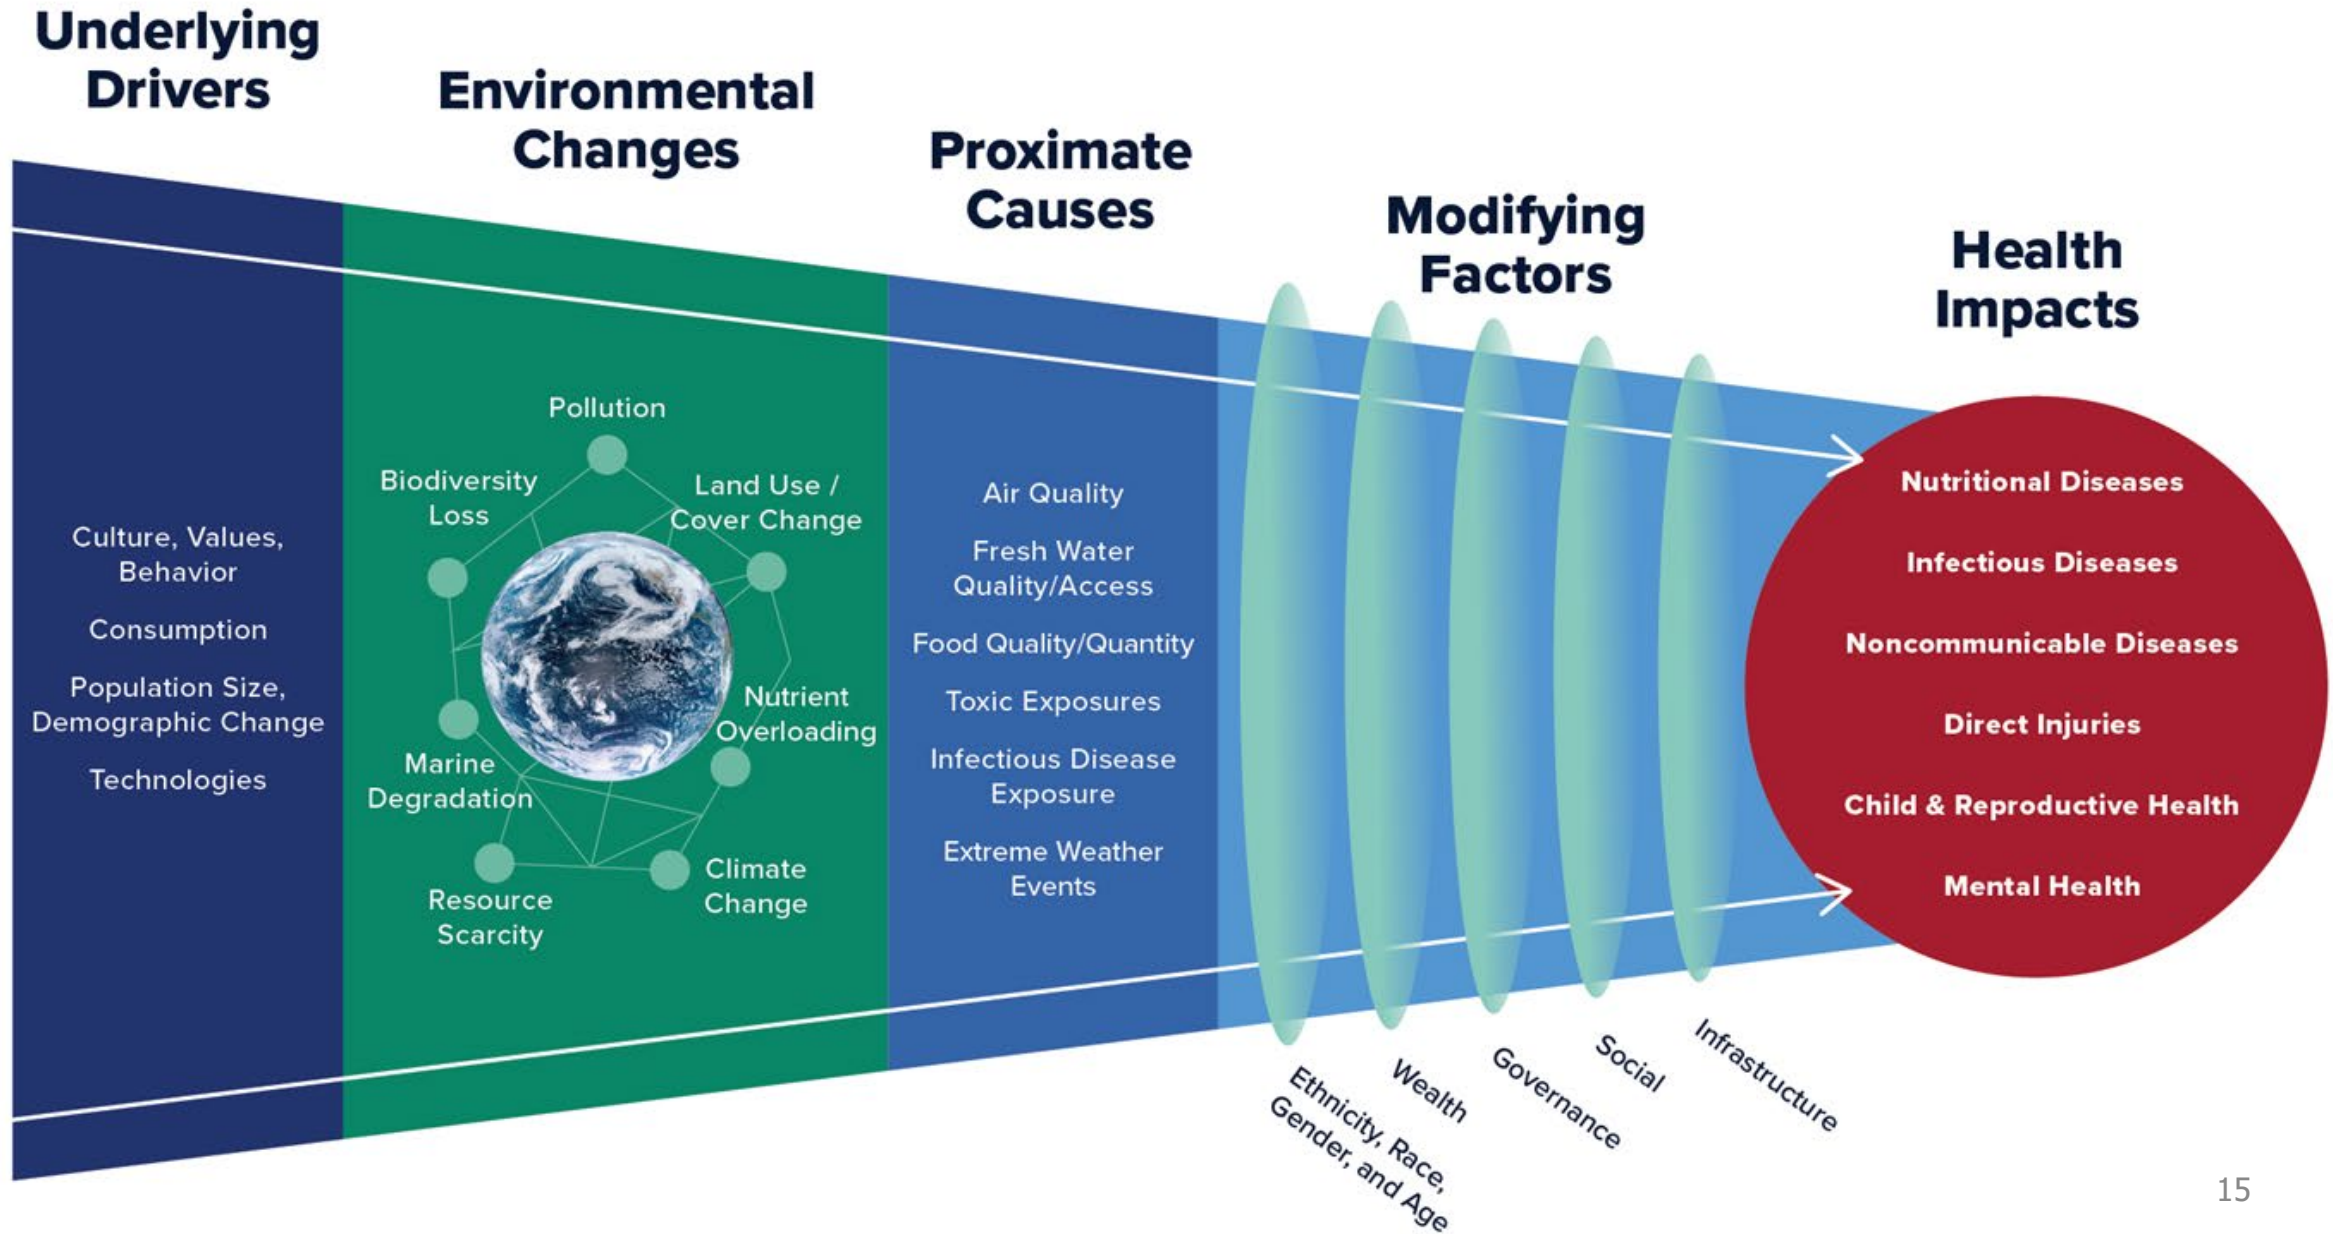 Underlying
Drivers
Environmental
Changes
Proximate
Causes
Modifying
Factors
Health
Impacts
Culture, Values,
Behavior
Consumption
Population Size,
Demographic Change
Technologies
Pollution
Biodiversity
Loss
Land Use /
Cover Change
Nutrient
Overloading
Marine
Degradation
Climate
Change
Resource
Scarcity
Air Quality
Fresh Water
Quality/Access
Food Quality/Quantity
Toxic Exposures
Infectious Disease
Exposure
Extreme Weather
Events
Ethnicity, Race,
Gender, and Age
Wealth
Governance
Social
Infrastructure
Nutritional Diseases
Infectious Diseases
Noncommunicable Diseases
Direct Injuries
Child & Reproductive Health
Mental Health
15